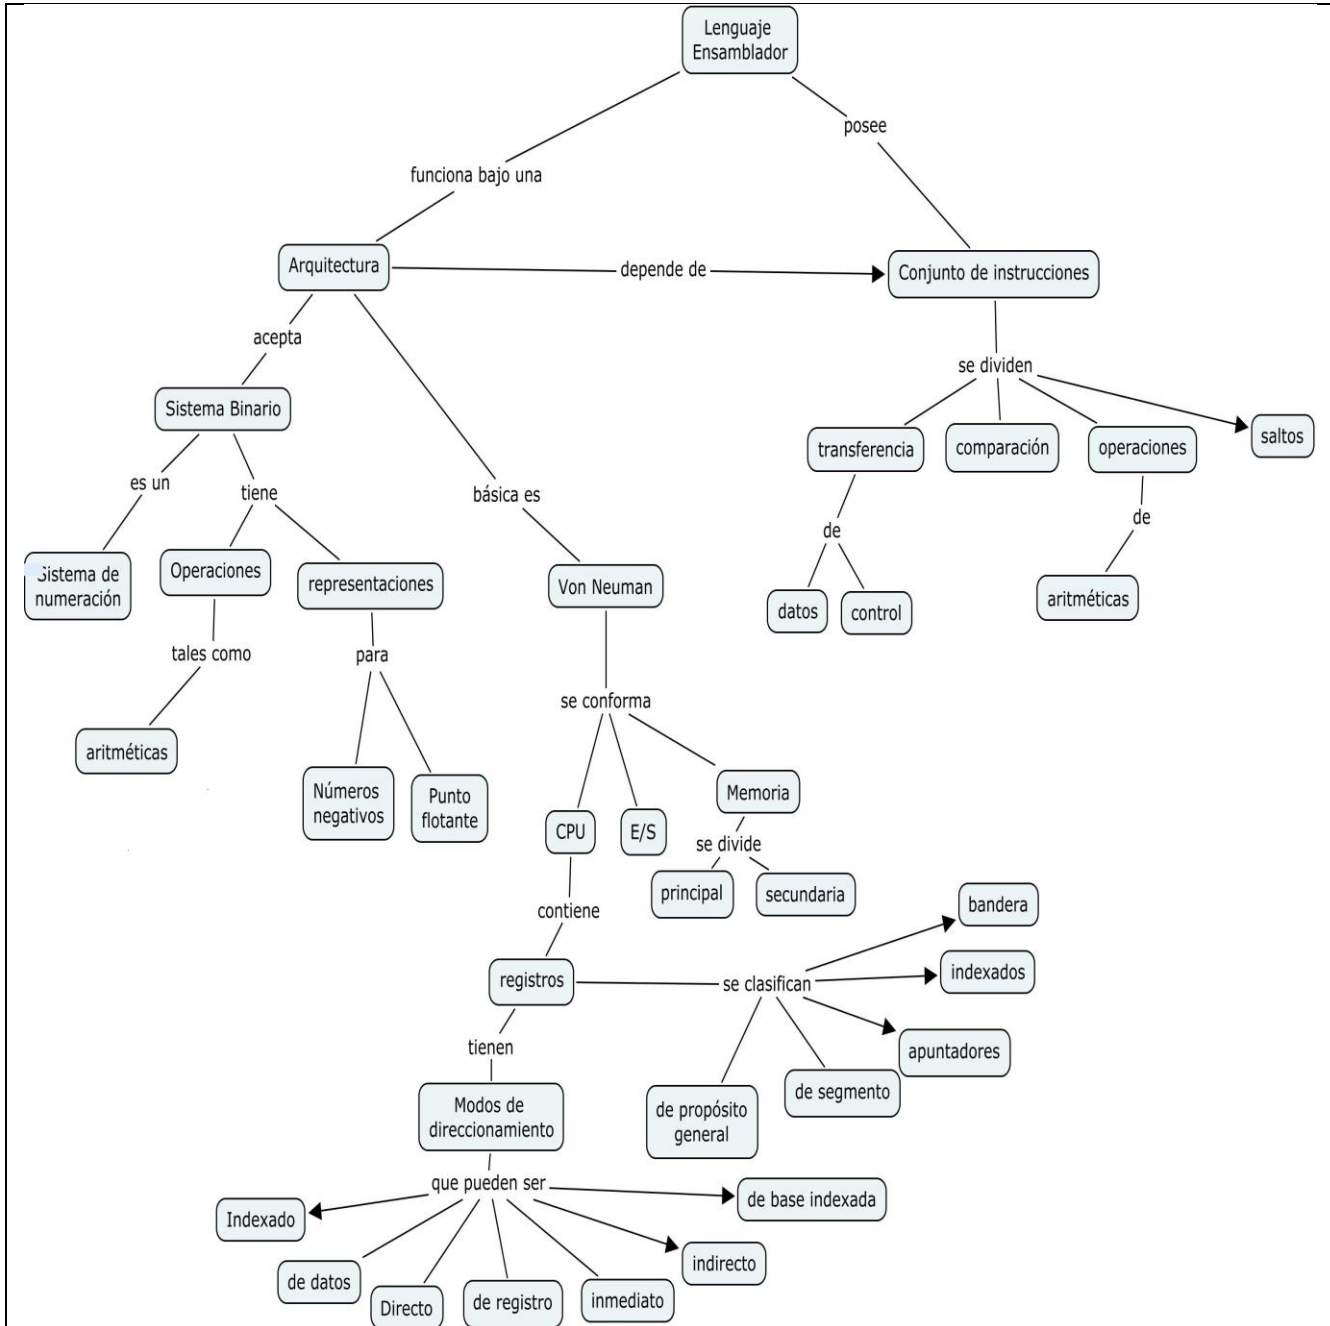 Lenguaje
Ensamblador
posee
funciona bajo una
Arquitectura
depende de
Conjunto de instrucciones
acepta
se dividen
Sistema Binario
transferencia
comparación
operaciones
saltos
es un
tiene
básica es
de
de
Sistema de
numeración
Operaciones
representaciones
Von Neuman
datos
control
aritméticas
tales como
para
se conforma
aritméticas
Números
negativos
Punto
flotante
Memoria
CPU
E/S
se divide
principal
secundaria
contiene
bandera
registros
se clasifican
indexados
tienen
apuntadores
Modos de
direccionamiento
de propósito
general
de segmento
que pueden ser
Indexado
de base indexada
de datos
Directo
de registro
inmediato
indirecto